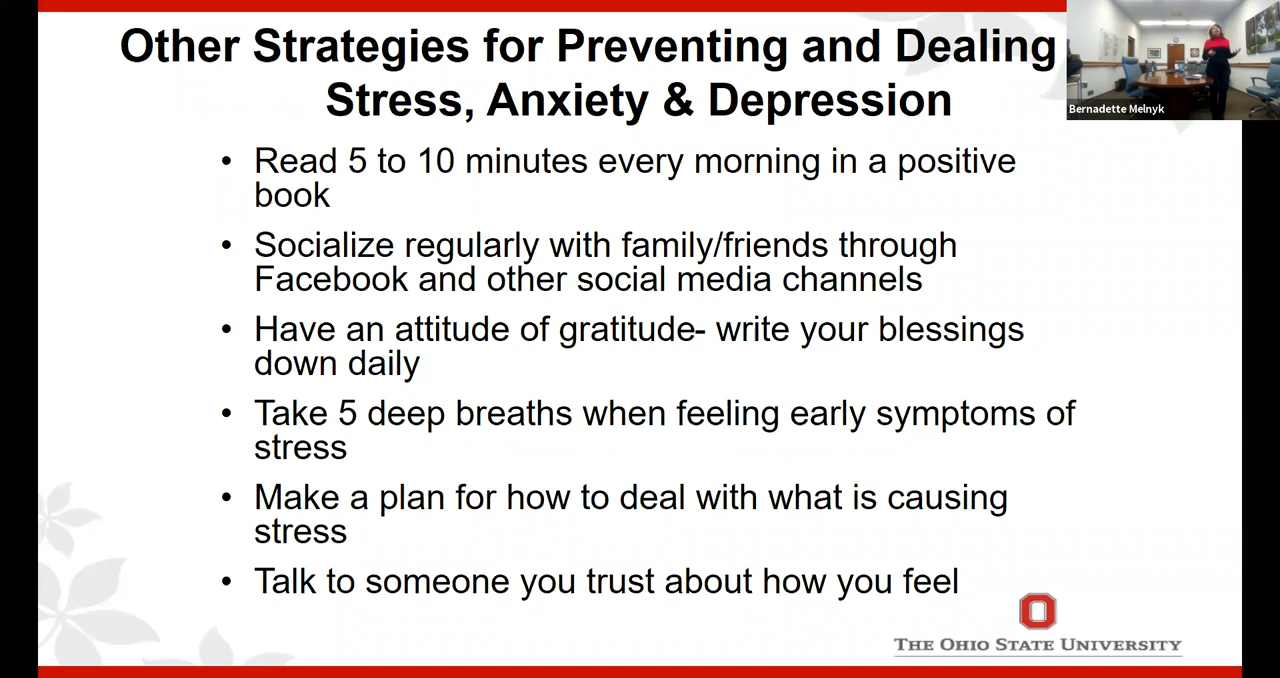 Other Strategies for Preventing and Dealing
Stress, Anxiety & Depression
Bernadette Melnyk
• Read 5 to 10 minutes every morning in a positive
book
• Socialize regularly with family/friends through
Facebook and other social media channels
• Have an attitude of gratitude- write your blessings
down daily
• Take 5 deep breaths when feeling early symptoms of
stress
• Make a plan for how to deal with what is causing
stress
• Talk to someone you trust about how you feel
THE OHIO STATE UNIVERSITY